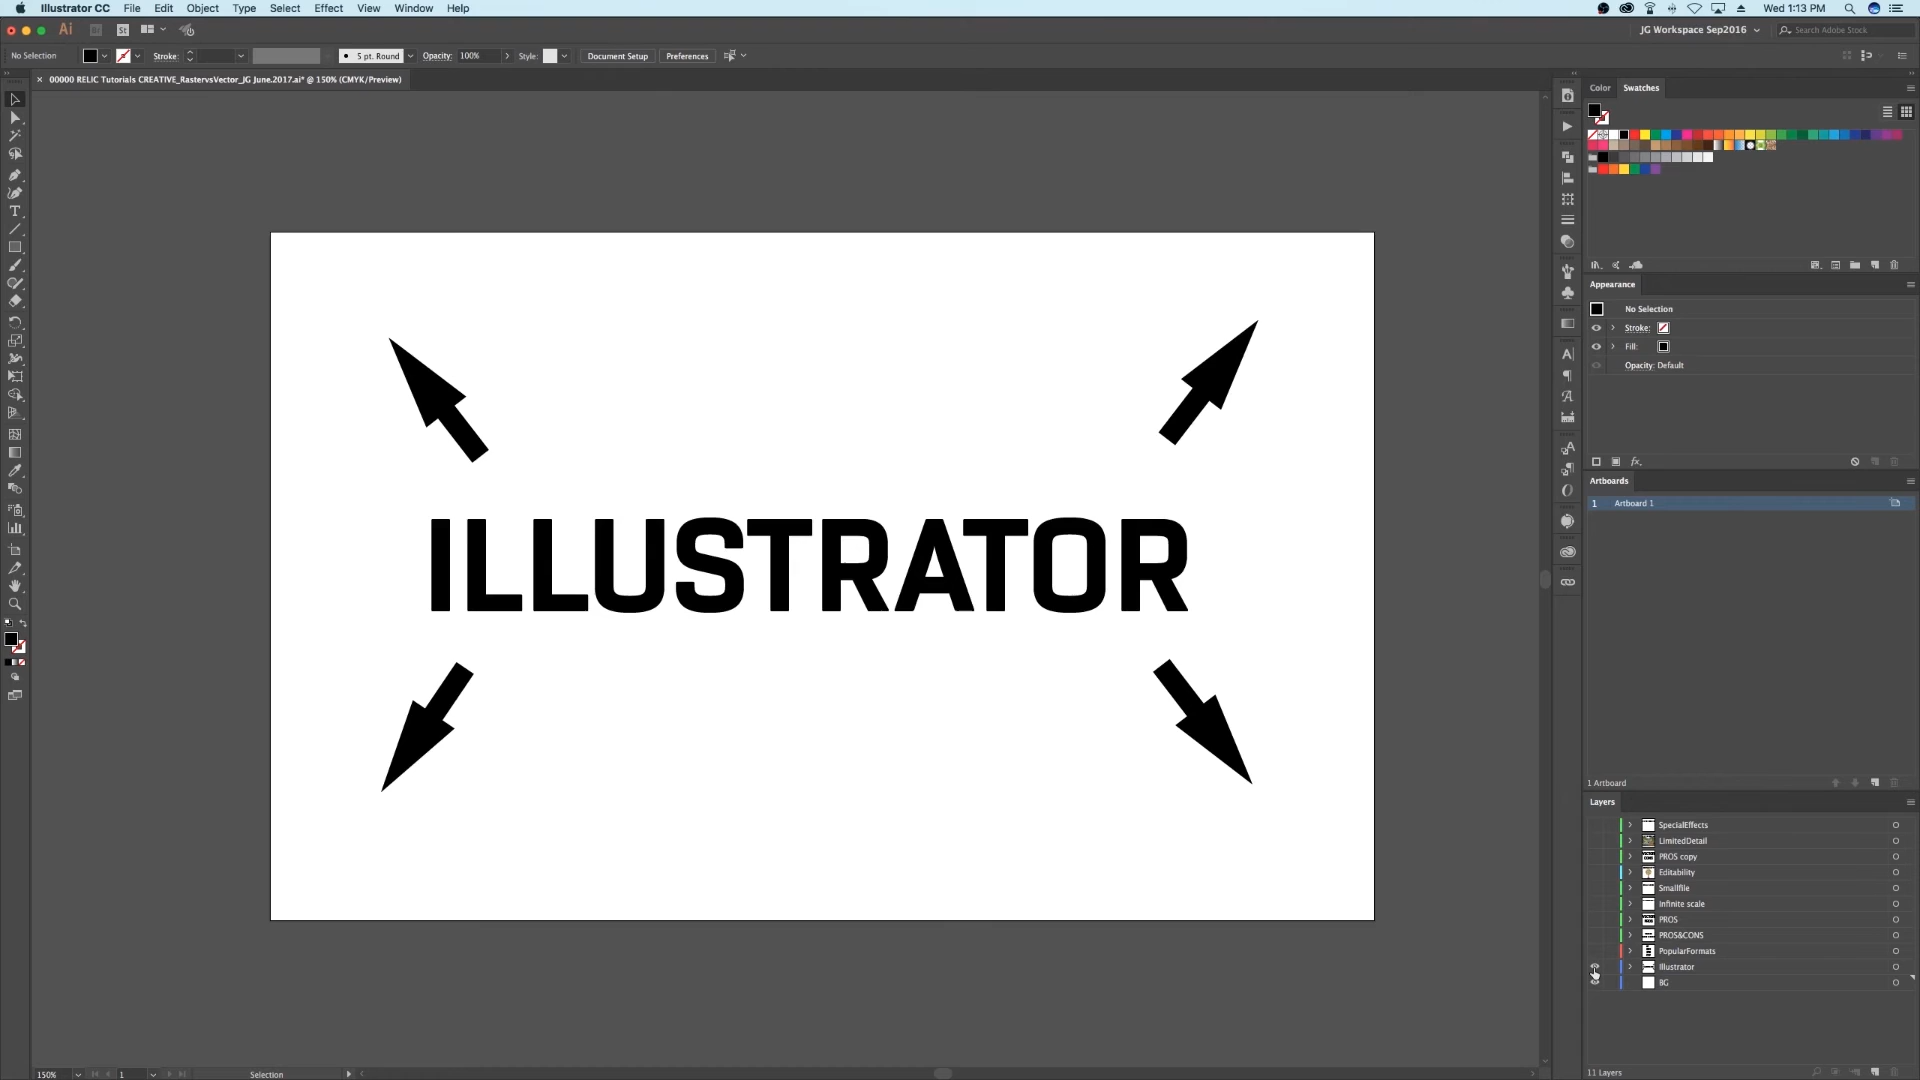 Illustrator CC File Edit Object Type Select Effect View Window Help Wed 1:13 PM
Ai Br St JG Workspace Sep2016 Search Adobe Stock
No Selection Stroke: 5 pt. Round Opacity: 100% Style: Document Setup Preferences
× 00000 RELIC Tutorials CREATIVE_RastervsVector_JG June.2017.ai* @ 150% (CMYK/Preview)
Color Swatches
Appearance
No Selection
Stroke:
Fill:
Opacity: Default
fx.
Artboards
1 Artboard 1
ILLUSTRATOR
1 Artboard
Layers
SpecialEffects
LimitedDetail
PROS copy
Editability
Smallfile
Infinite scale
PROS
PROS&CONS
PopularFormats
Illustrator
BG
150% 1 Selection
11 Layers